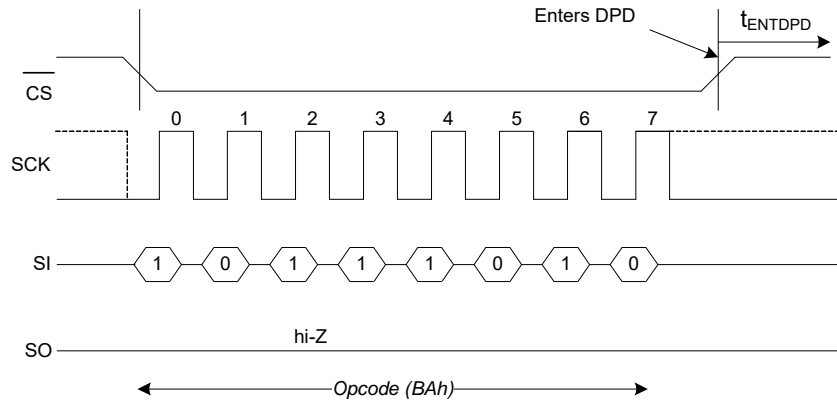 Enters DPD
tENTDPD
CS
0 1 2 3 4 5 6 7
SCK
SI 1 0 1 1 1 0 1 0
hi-Z
SO
Opcode (BAh)